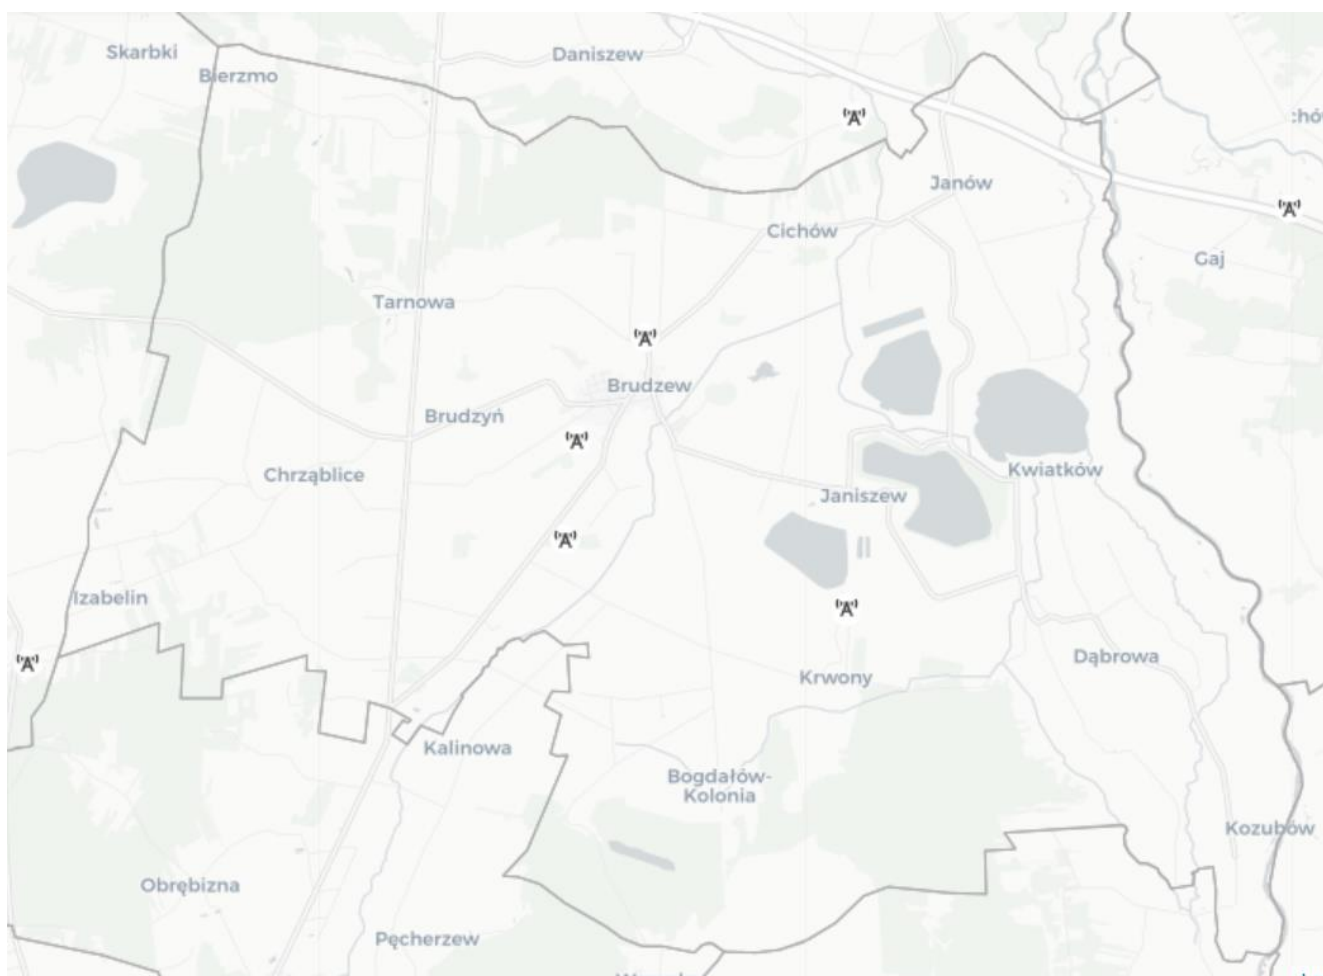 Skarbki
Daniszew
Bierzmo
Janów
Cichów
Gaj
Tarnowa
Brudzew
Brudzyń
Kwiatków
Chrząblice
Janiszew
Izabelin
Dąbrowa
Krwony
Kalinowa
Bogdałów-
Kolonia
Kozubów
Obrębizna
Pęcherzew